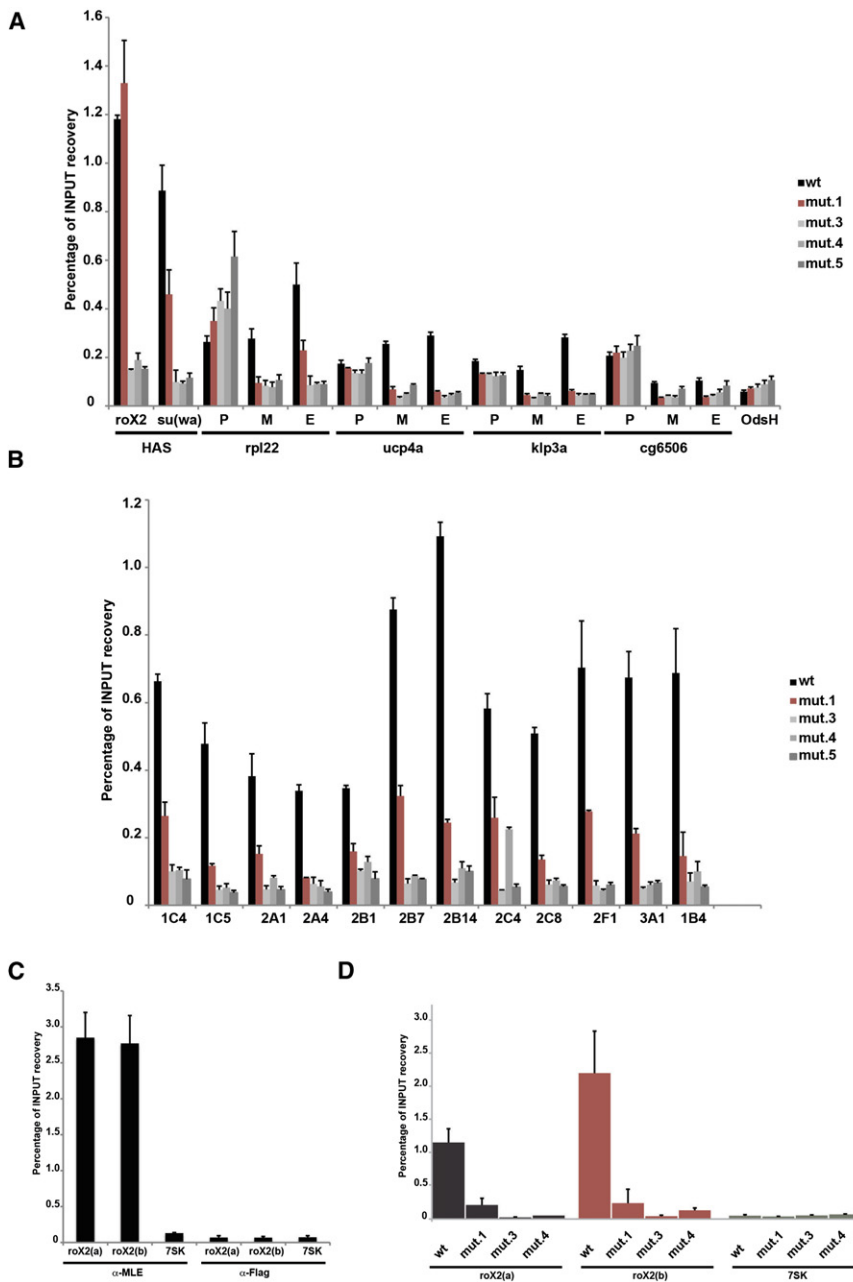 A
Percentage of INPUT recovery
1.6
1.4
1.2
1.0
0.8
0.6
0.4
0.2
0
wt
mut.1
mut.3
mut.4
mut.5
roX2 su(wa) P M E P M E P M E P M E OdsH
HAS rpl22 ucp4a klp3a cg6506
B
Percentage of INPUT recovery
1.2
1.0
0.8
0.6
0.4
0.2
0
wt
mut.1
mut.3
mut.4
mut.5
1C4 1C5 2A1 2A4 2B1 2B7 2B14 2C4 2C8 2F1 3A1 1B4
C
Percentage of INPUT recovery
3.5
3.0
2.5
2.0
1.5
1.0
0.5
0.0
roX2(a) roX2(b) 7SK roX2(a) roX2(b) 7SK
α-MLE α-Flag
D
Percentage of INPUT recovery
3.0
2.5
2.0
1.5
1.0
0.5
0.0
wt mut.1 mut.3 mut.4 wt mut.1 mut.3 mut.4 wt mut.1 mut.3 mut.4
roX2(a) roX2(b) 7SK